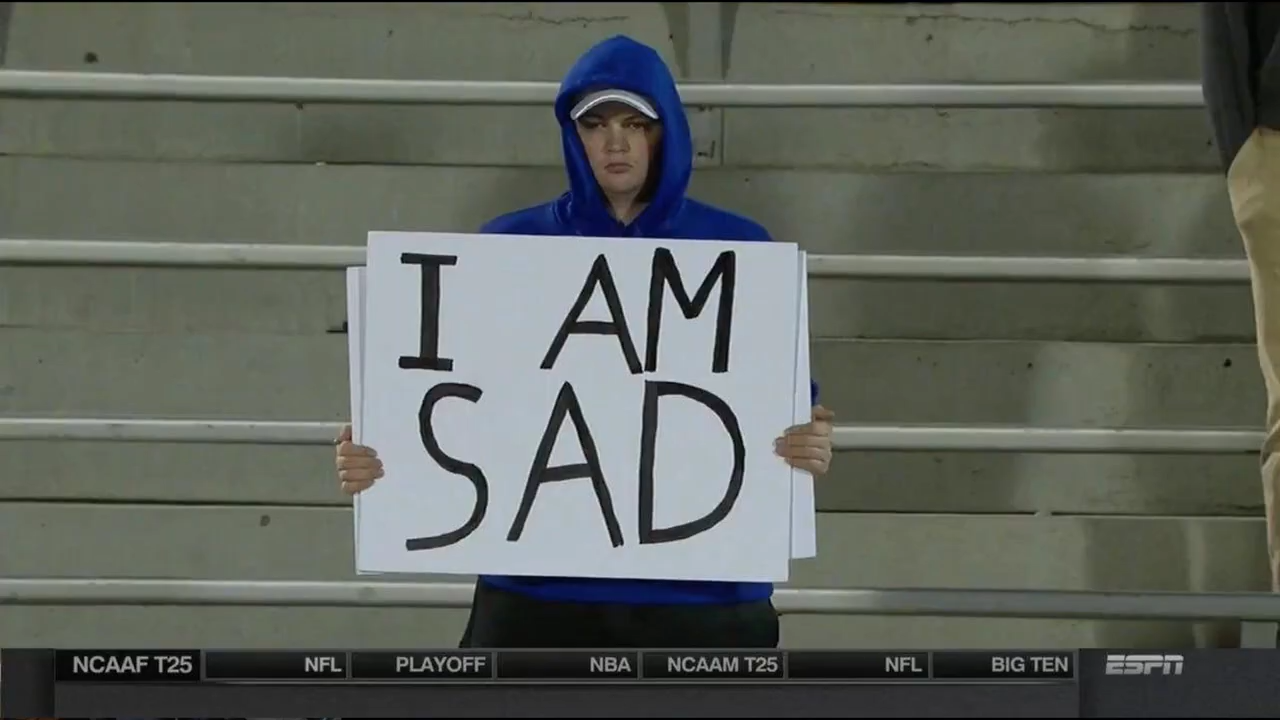 I AM
SAD
NCAAF T25 NFL PLAYOFF NBA NCAAM T25 NFL BIG TEN ESPN